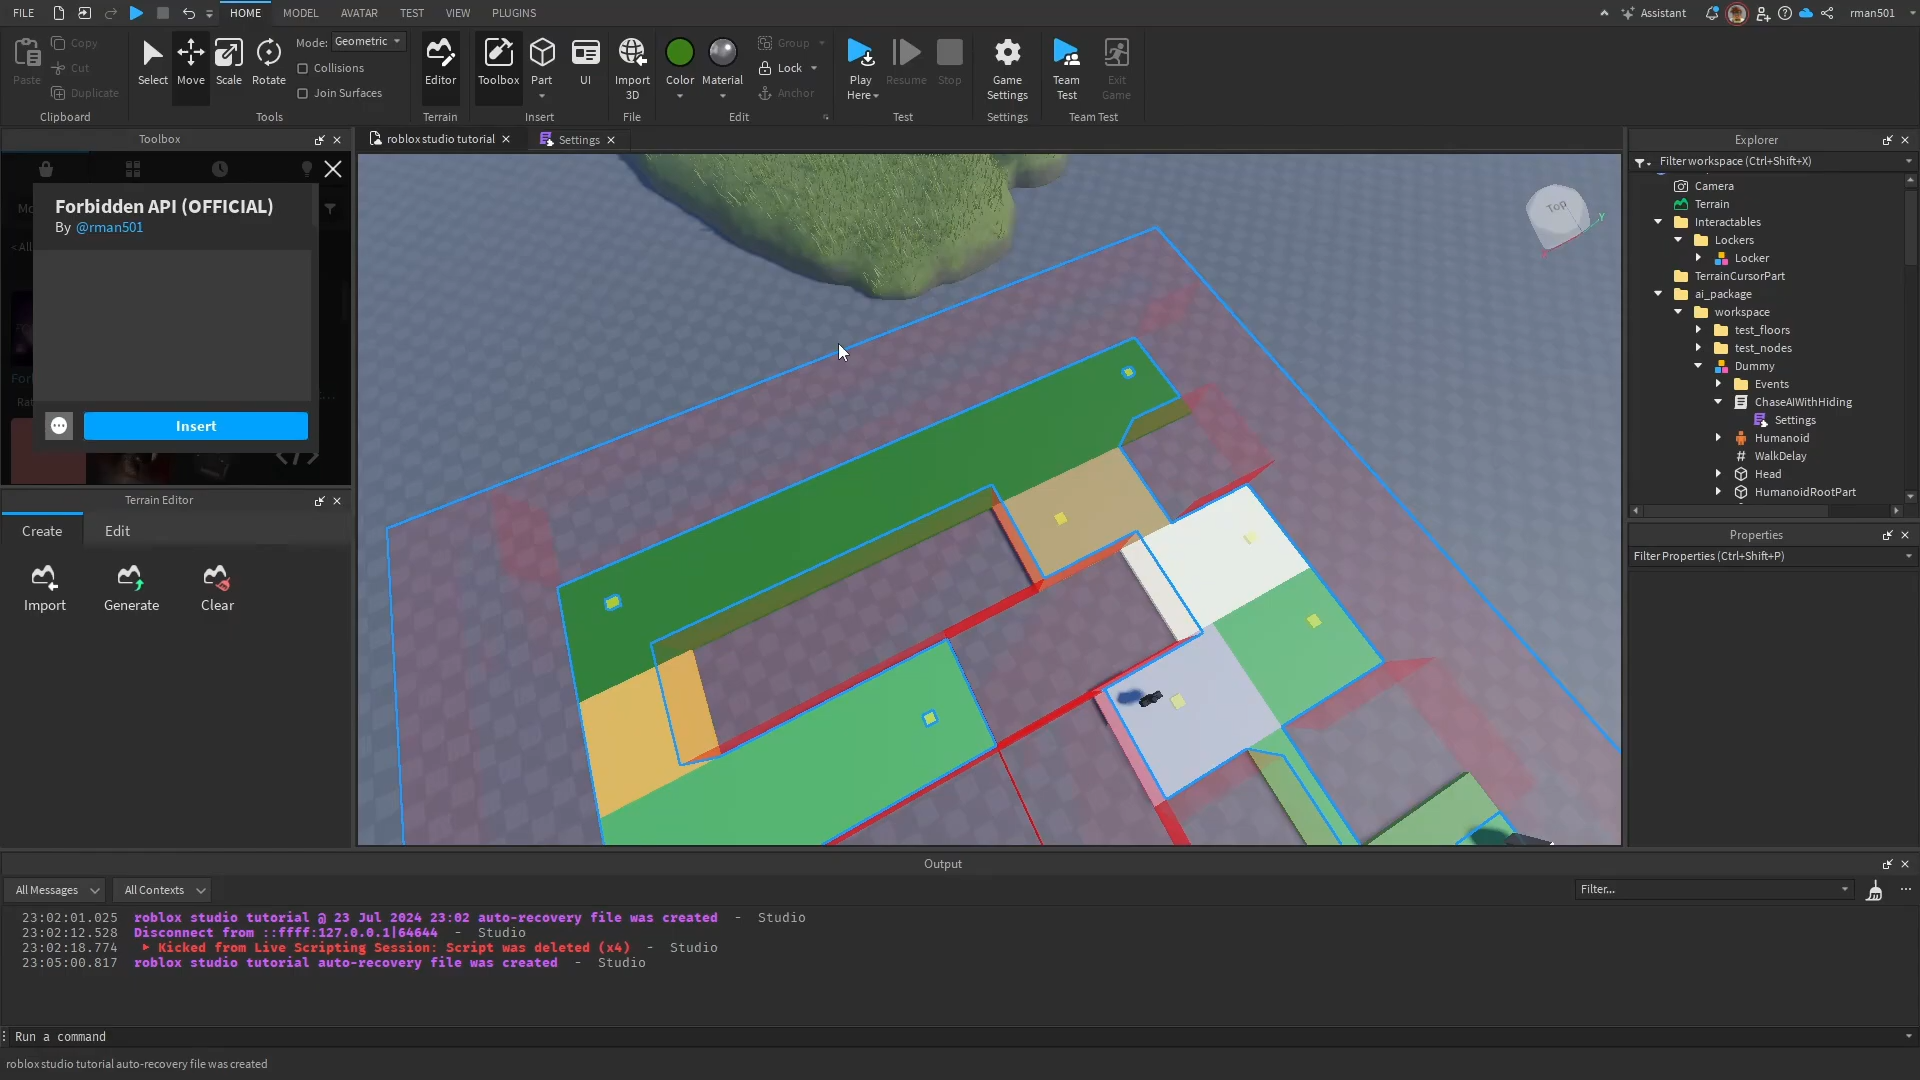 FILE
HOME
MODEL
AVATAR
TEST
VIEW
PLUGINS
Assistant
rman501
Paste
Copy
Cut
Duplicate
Clipboard
Select
Move
Scale
Rotate
Mode: Geometric
Collisions
Join Surfaces
Tools
Editor
Terrain
Toolbox
Part
UI
Insert
Import
3D
File
Color
Material
Group
Lock
Anchor
Edit
Play
Here
Resume
Stop
Test
Game
Settings
Settings
Team
Test
Exit
Game
Team Test
Toolbox
roblox studio tutorial
Settings
Forbidden API (OFFICIAL)
By @rman501
Insert
Terrain Editor
Create
Edit
Import
Generate
Clear
Top
Y
Explorer
Filter workspace (Ctrl+Shift+X)
Camera
Terrain
Interactables
Lockers
Locker
TerrainCursorPart
ai_package
workspace
test_floors
test_nodes
Dummy
Events
ChaseAIWithHiding
Settings
Humanoid
WalkDelay
Head
HumanoidRootPart
Properties
Filter Properties (Ctrl+Shift+P)
Output
All Messages
All Contexts
Filter...
23:02:01.025 roblox studio tutorial @ 23 Jul 2024 23:02 auto-recovery file was created - Studio
23:02:12.528 Disconnect from ::ffff:127.0.0.1|64644 - Studio
23:02:18.774 Kicked from Live Scripting Session: Script was deleted (x4) - Studio
23:05:00.817 roblox studio tutorial auto-recovery file was created - Studio
Run a command
roblox studio tutorial auto-recovery file was created